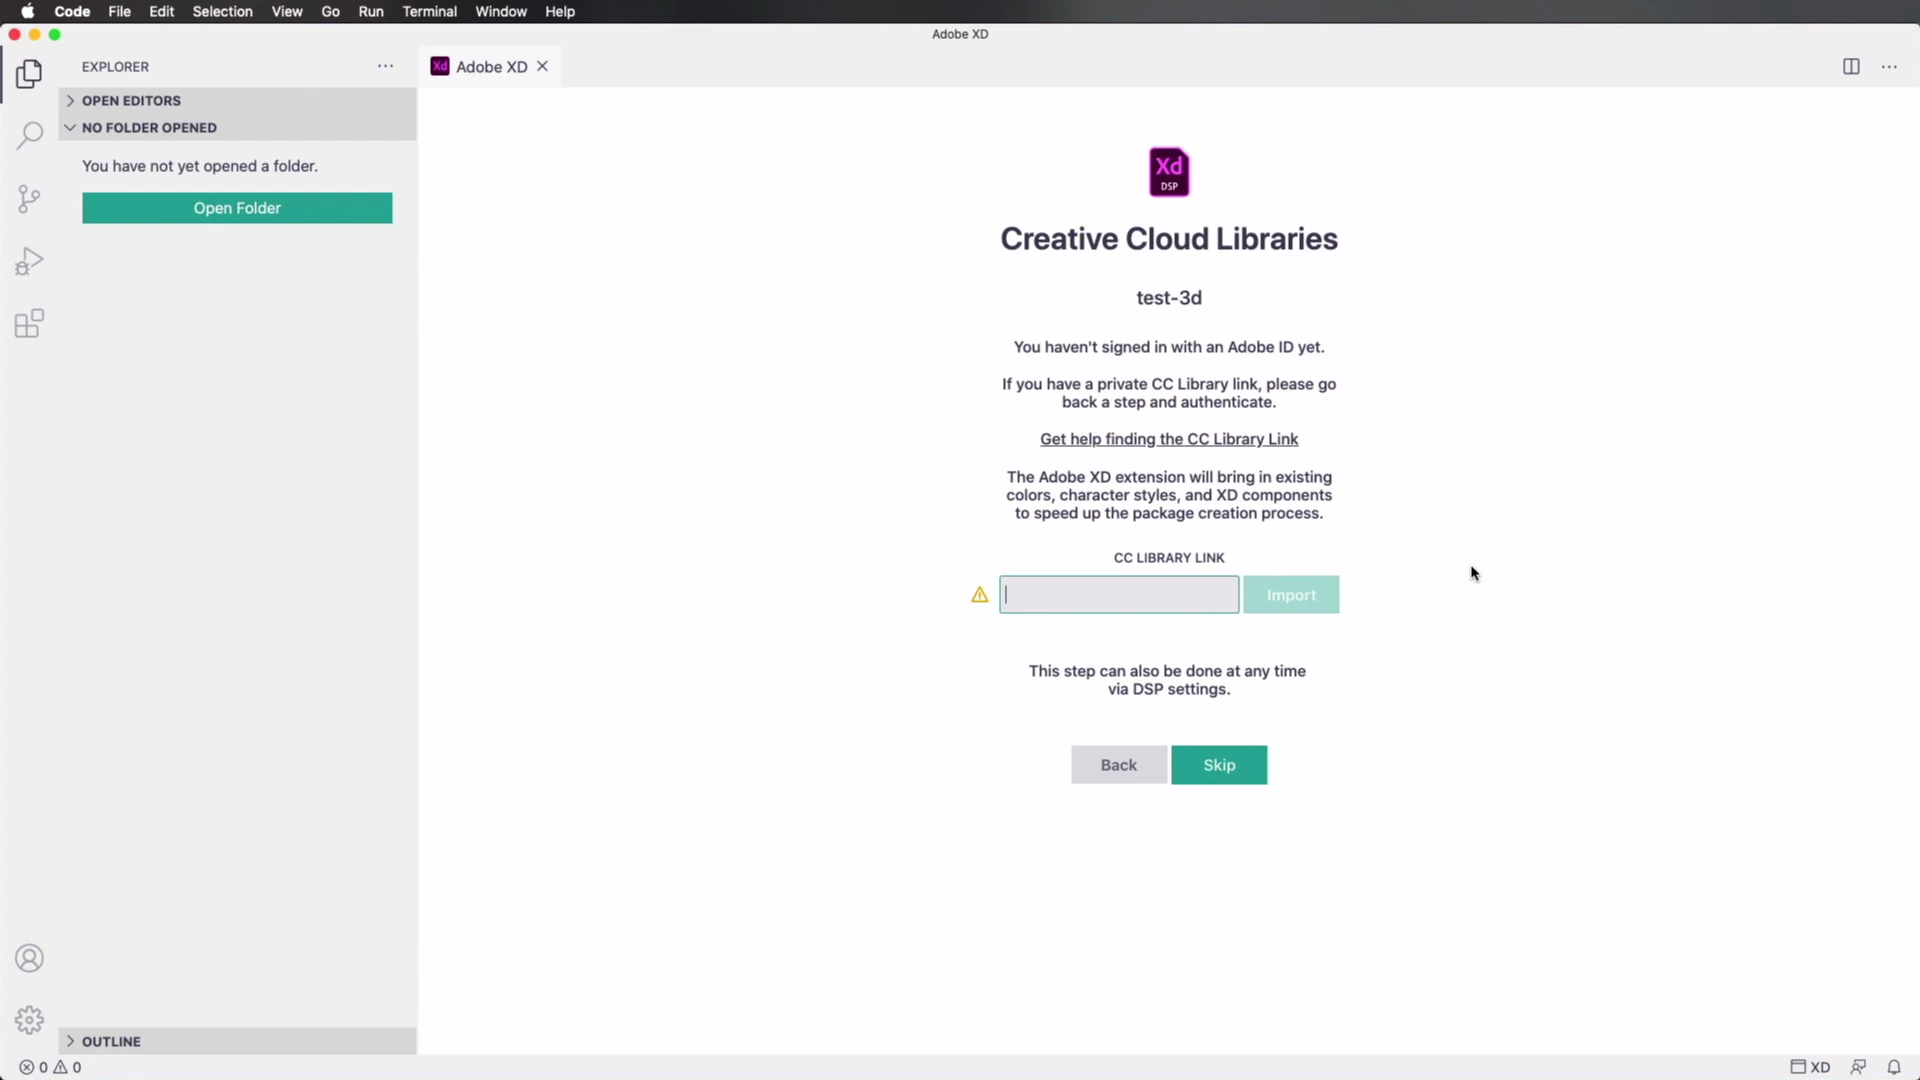 Code File Edit Selection View Go Run Terminal Window Help
Adobe XD
EXPLORER
Xd Adobe XD
OPEN EDITORS
NO FOLDER OPENED
You have not yet opened a folder.
Open Folder
Xd
DSP
Creative Cloud Libraries
test-3d
You haven't signed in with an Adobe ID yet.
If you have a private CC Library link, please go
back a step and authenticate.
Get help finding the CC Library Link
The Adobe XD extension will bring in existing
colors, character styles, and XD components
to speed up the package creation process.
CC LIBRARY LINK
Import
This step can also be done at any time
via DSP settings.
Back Skip
OUTLINE
0 0
XD